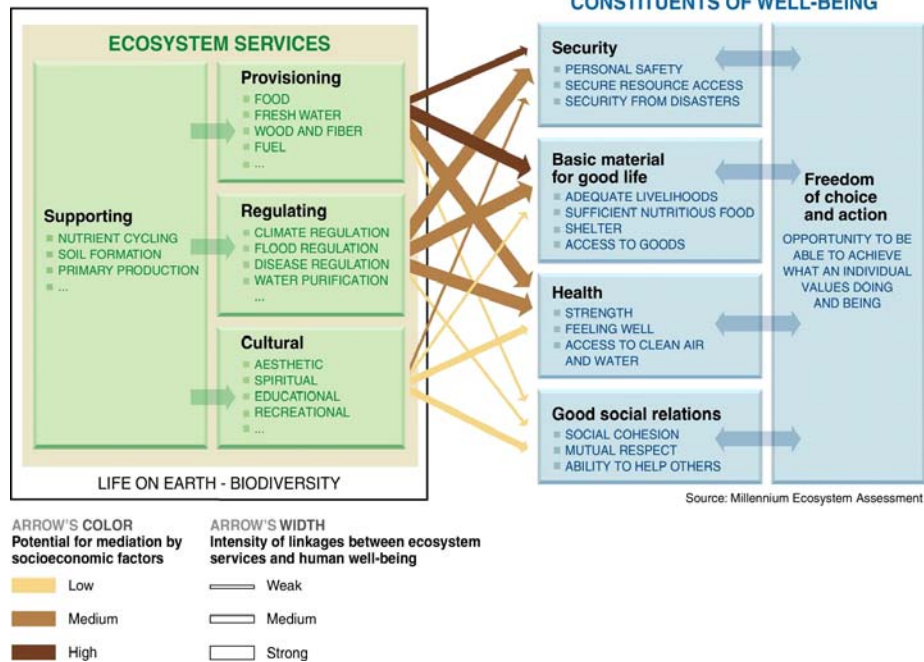 CONSTITUENTS OF WELL-BEING
ECOSYSTEM SERVICES
Supporting
NUTRIENT CYCLING
SOIL FORMATION
PRIMARY PRODUCTION
...
Provisioning
FOOD
FRESH WATER
WOOD AND FIBER
FUEL
...
Regulating
CLIMATE REGULATION
FLOOD REGULATION
DISEASE REGULATION
WATER PURIFICATION
...
Cultural
AESTHETIC
SPIRITUAL
EDUCATIONAL
RECREATIONAL
...
LIFE ON EARTH - BIODIVERSITY
Security
PERSONAL SAFETY
SECURE RESOURCE ACCESS
SECURITY FROM DISASTERS
Basic material
for good life
ADEQUATE LIVELIHOODS
SUFFICIENT NUTRITIOUS FOOD
SHELTER
ACCESS TO GOODS
Health
STRENGTH
FEELING WELL
ACCESS TO CLEAN AIR
AND WATER
Good social relations
SOCIAL COHESION
MUTUAL RESPECT
ABILITY TO HELP OTHERS
Freedom
of choice
and action
OPPORTUNITY TO BE
ABLE TO ACHIEVE
WHAT AN INDIVIDUAL
VALUES DOING
AND BEING
Source: Millennium Ecosystem Assessment
ARROW'S COLOR
Potential for mediation by
socioeconomic factors
Low
Medium
High
ARROW'S WIDTH
Intensity of linkages between ecosystem
services and human well-being
Weak
Medium
Strong